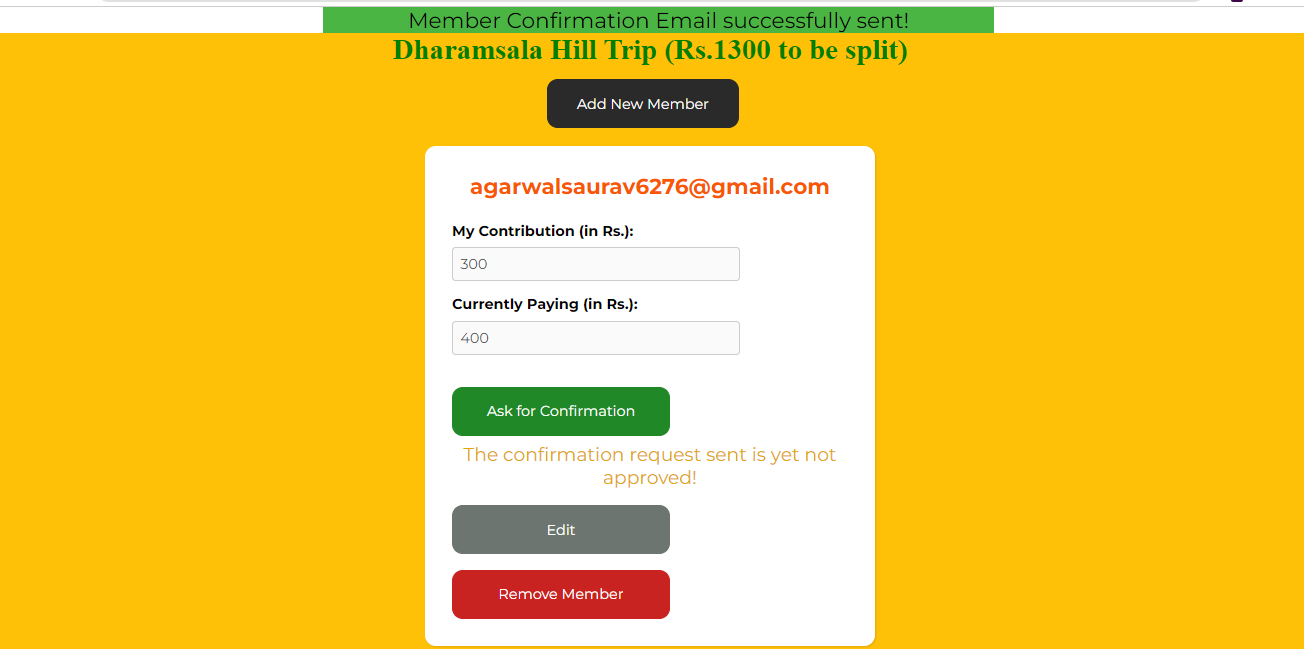 Member Confirmation Email successfully sent!
Dharamsala Hill Trip (Rs.1300 to be split)
Add New Member
agarwalsaurav6276@gmail.com
My Contribution (in Rs.):
300
Currently Paying (in Rs.):
400
Ask for Confirmation
The confirmation request sent is yet not
approved!
Edit
Remove Member